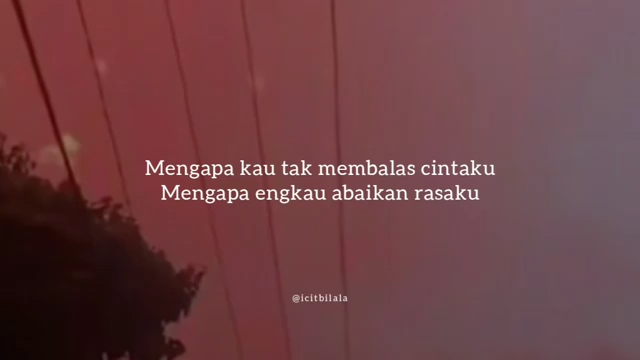 Mengapa kau tak membalas cintaku
Mengapa engkau abaikan rasaku
@icitbilala